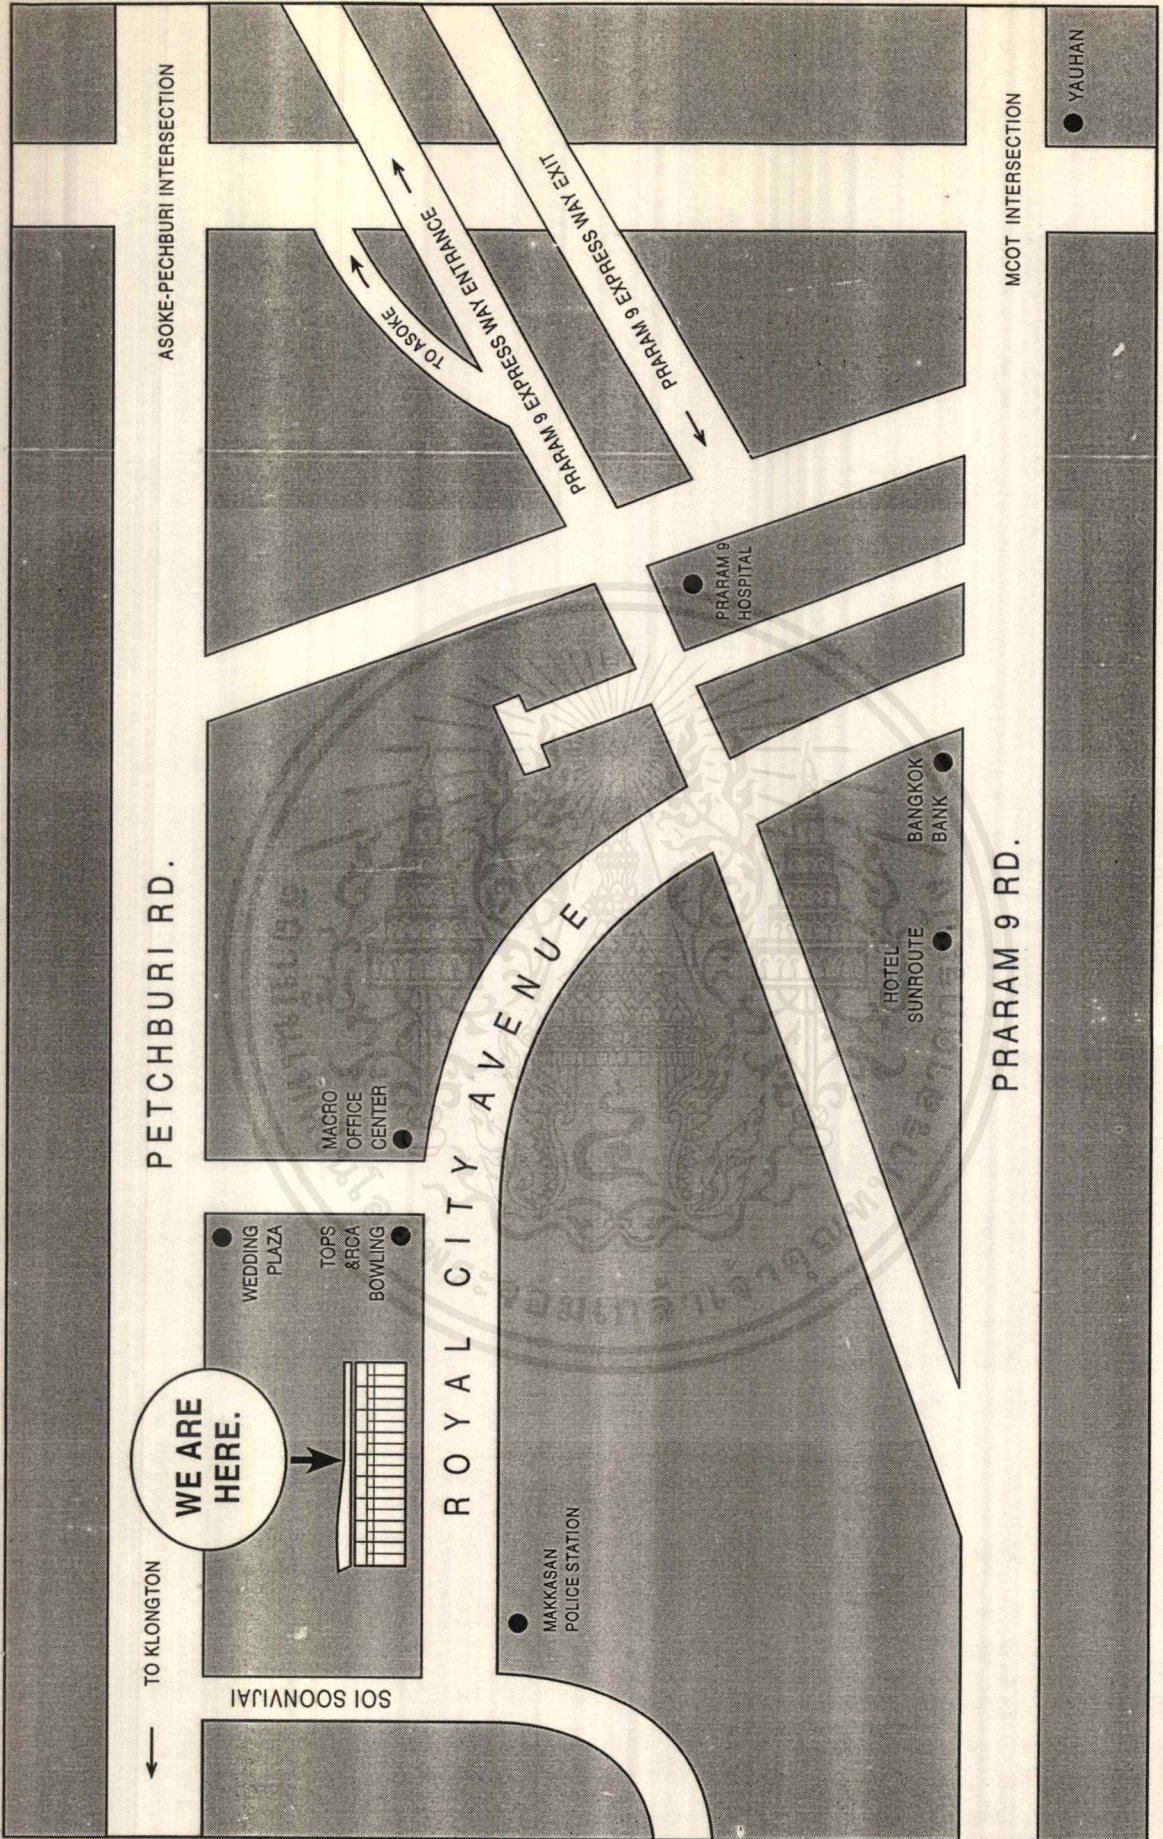 TO KLONGTON
PETCHBURI RD.
ASOKE-PECHBURI INTERSECTION
WE ARE
HERE.
SOI SOONVIJAI
WEDDING
PLAZA
TOPS
&RCA
BOWLING
MACRO
OFFICE
CENTER
TO ASOKE
PRARAM 9 EXPRESS WAY ENTRANCE
PRARAM 9 EXPRESS WAY EXIT
ROYAL CITY AVENUE
MAKKASAN
POLICE STATION
PRARAM 9
HOSPITAL
HOTEL
SUNROUTE
BANGKOK
BANK
PRARAM 9 RD.
MCOT INTERSECTION
YAUHAN